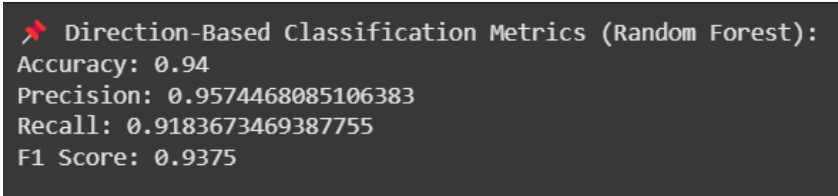 📌 Direction-Based Classification Metrics (Random Forest):
Accuracy: 0.94
Precision: 0.9574468085106383
Recall: 0.9183673469387755
F1 Score: 0.9375